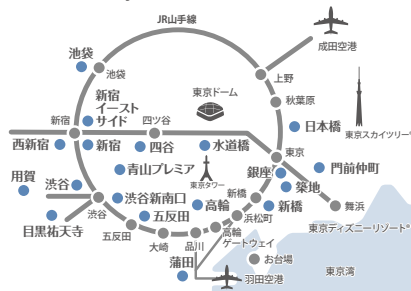 JR山手線
成田空港
池袋
池袋
上野
新宿
イースト
サイド
東京ドーム
秋葉原
東京スカイツリー®
日本橋
新宿
四ツ谷
西新宿
新宿
四谷
水道橋
東京
門前仲町
銀座
青山プレミア
東京タワー
築地
用賀
渋谷
渋谷
渋谷新南口
高輪
新橋
新橋
舞浜
目黒祐天寺
五反田
五反田
浜松町
東京ディズニーリゾート®
大崎
品川
高輪
ゲートウェイ
お台場
蒲田
羽田空港
東京湾